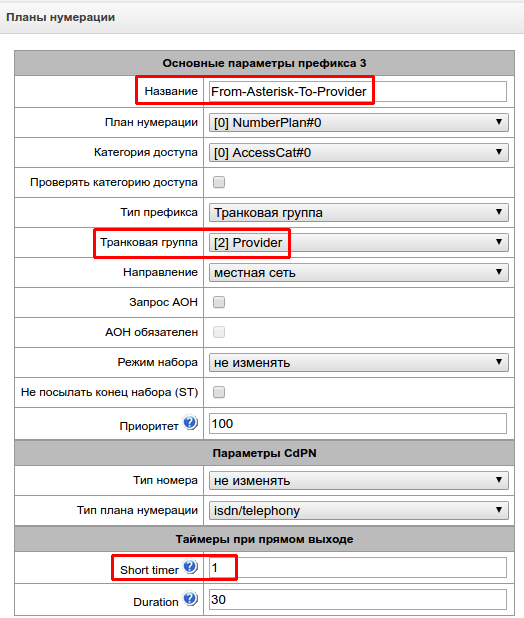 Планы нумерации
Основные параметры префикса 3
Название From-Asterisk-To-Provider
План нумерации [0] NumberPlan#0
Категория доступа [0] AccessCat#0
Проверять категорию доступа
Тип префикса Транковая группа
Транковая группа [2] Provider
Направление местная сеть
Запрос АОН
АОН обязателен
Режим набора не изменять
Не посылать конец набора (ST)
Приоритет ? 100
Параметры CdPN
Тип номера не изменять
Тип плана нумерации isdn/telephony
Таймеры при прямом выходе
Short timer ? 1
Duration ? 30